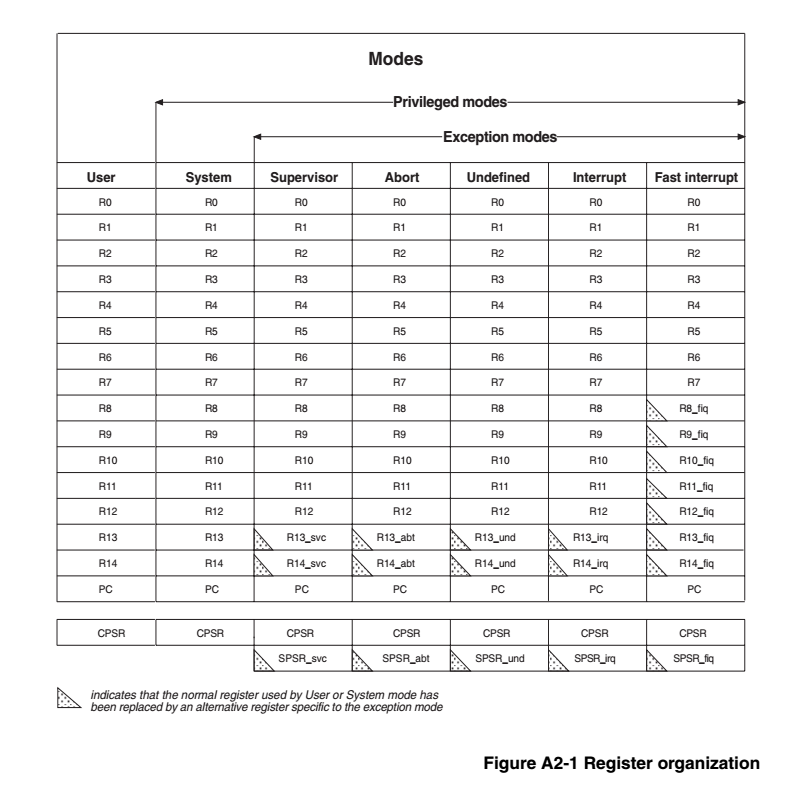 Modes
Privileged modes
Exception modes
User System Supervisor Abort Undefined Interrupt Fast interrupt
R0 R0 R0 R0 R0 R0 R0
R1 R1 R1 R1 R1 R1 R1
R2 R2 R2 R2 R2 R2 R2
R3 R3 R3 R3 R3 R3 R3
R4 R4 R4 R4 R4 R4 R4
R5 R5 R5 R5 R5 R5 R5
R6 R6 R6 R6 R6 R6 R6
R7 R7 R7 R7 R7 R7 R7
R8 R8 R8 R8 R8 R8 R8_fiq
R9 R9 R9 R9 R9 R9 R9_fiq
R10 R10 R10 R10 R10 R10 R10_fiq
R11 R11 R11 R11 R11 R11 R11_fiq
R12 R12 R12 R12 R12 R12 R12_fiq
R13 R13 R13_svc R13_abt R13_und R13_irq R13_fiq
R14 R14 R14_svc R14_abt R14_und R14_irq R14_fiq
PC PC PC PC PC PC PC
CPSR CPSR CPSR CPSR CPSR CPSR CPSR
SPSR_svc SPSR_abt SPSR_und SPSR_irq SPSR_fiq
indicates that the normal register used by User or System mode has
been replaced by an alternative register specific to the exception mode
Figure A2-1 Register organization